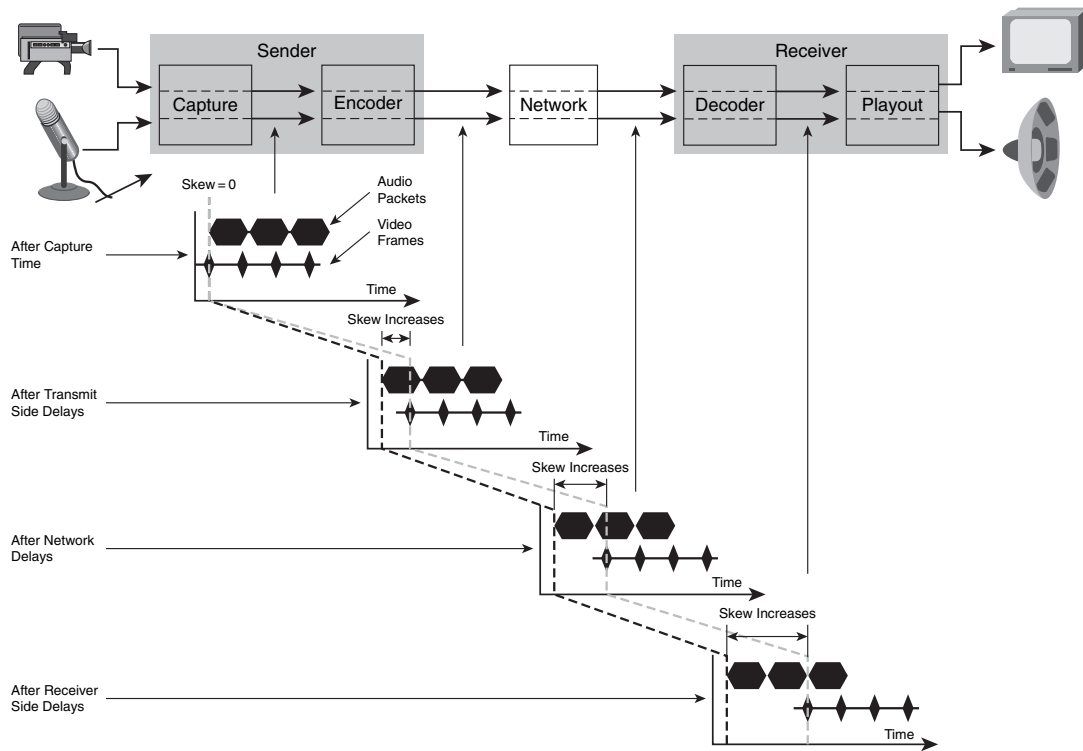 Sender
Receiver
Capture
Encoder
Network
Decoder
Playout
Skew = 0
Audio
Packets
Video
Frames
After Capture
Time
Time
Skew Increases
After Transmit
Side Delays
Time
Skew Increases
After Network
Delays
Time
Skew Increases
After Receiver
Side Delays
Time